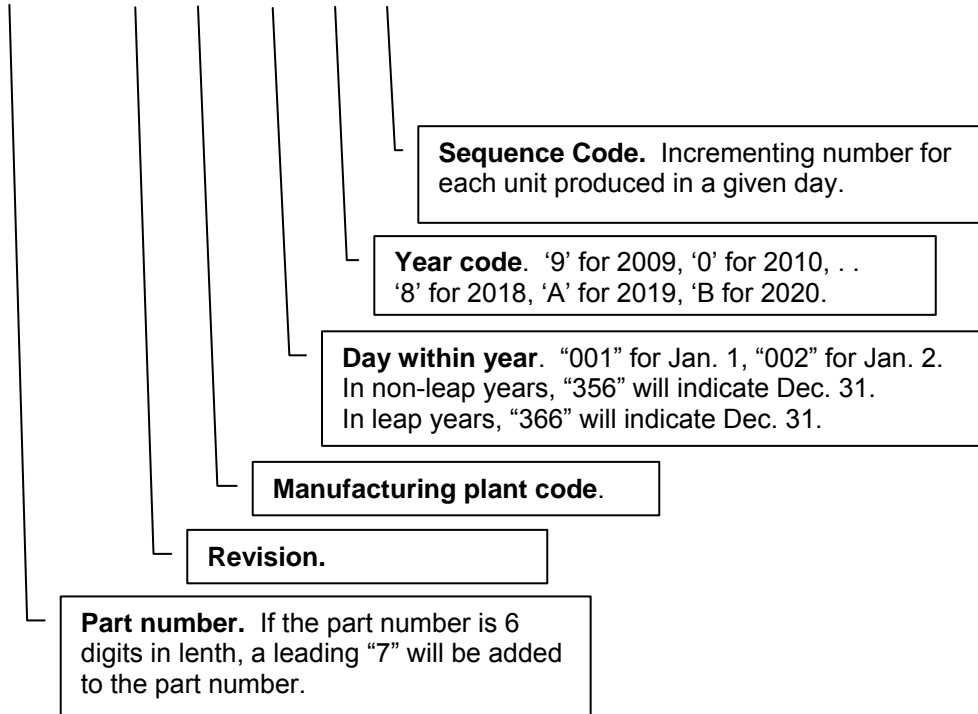 Sequence Code. Incrementing number for
each unit produced in a given day.
Year code. ‘9’ for 2009, ‘0’ for 2010, . .
‘8’ for 2018, ‘A’ for 2019, ‘B for 2020.
Day within year. “001” for Jan. 1, “002” for Jan. 2.
In non-leap years, “356” will indicate Dec. 31.
In leap years, “366” will indicate Dec. 31.
Manufacturing plant code.
Revision.
Part number. If the part number is 6
digits in lenth, a leading “7” will be added
to the part number.